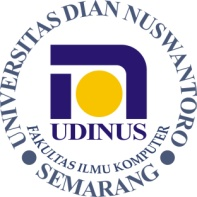 UNIVERSITAS DIAN NUSWANTORO
SEMARANG
UDINUS
FAKULTAS ILMU KOMPUTER